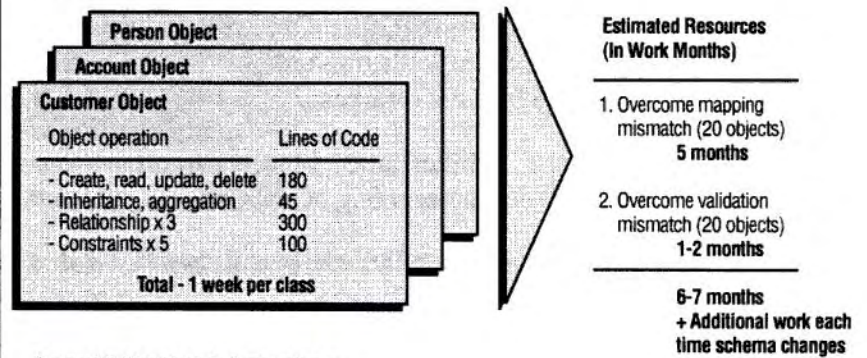 Person Object
Account Object
Customer Object
Object operation Lines of Code
- Create, read, update, delete 180
- Inheritance, aggregation 45
- Relationship x 3 300
- Constraints x 5 100
Total - 1 week per class
Estimated Resources
(In Work Months)
1. Overcome mapping
mismatch (20 objects)
5 months
2. Overcome validation
mismatch (20 objects)
1-2 months
6-7 months
+ Additional work each
time schema changes